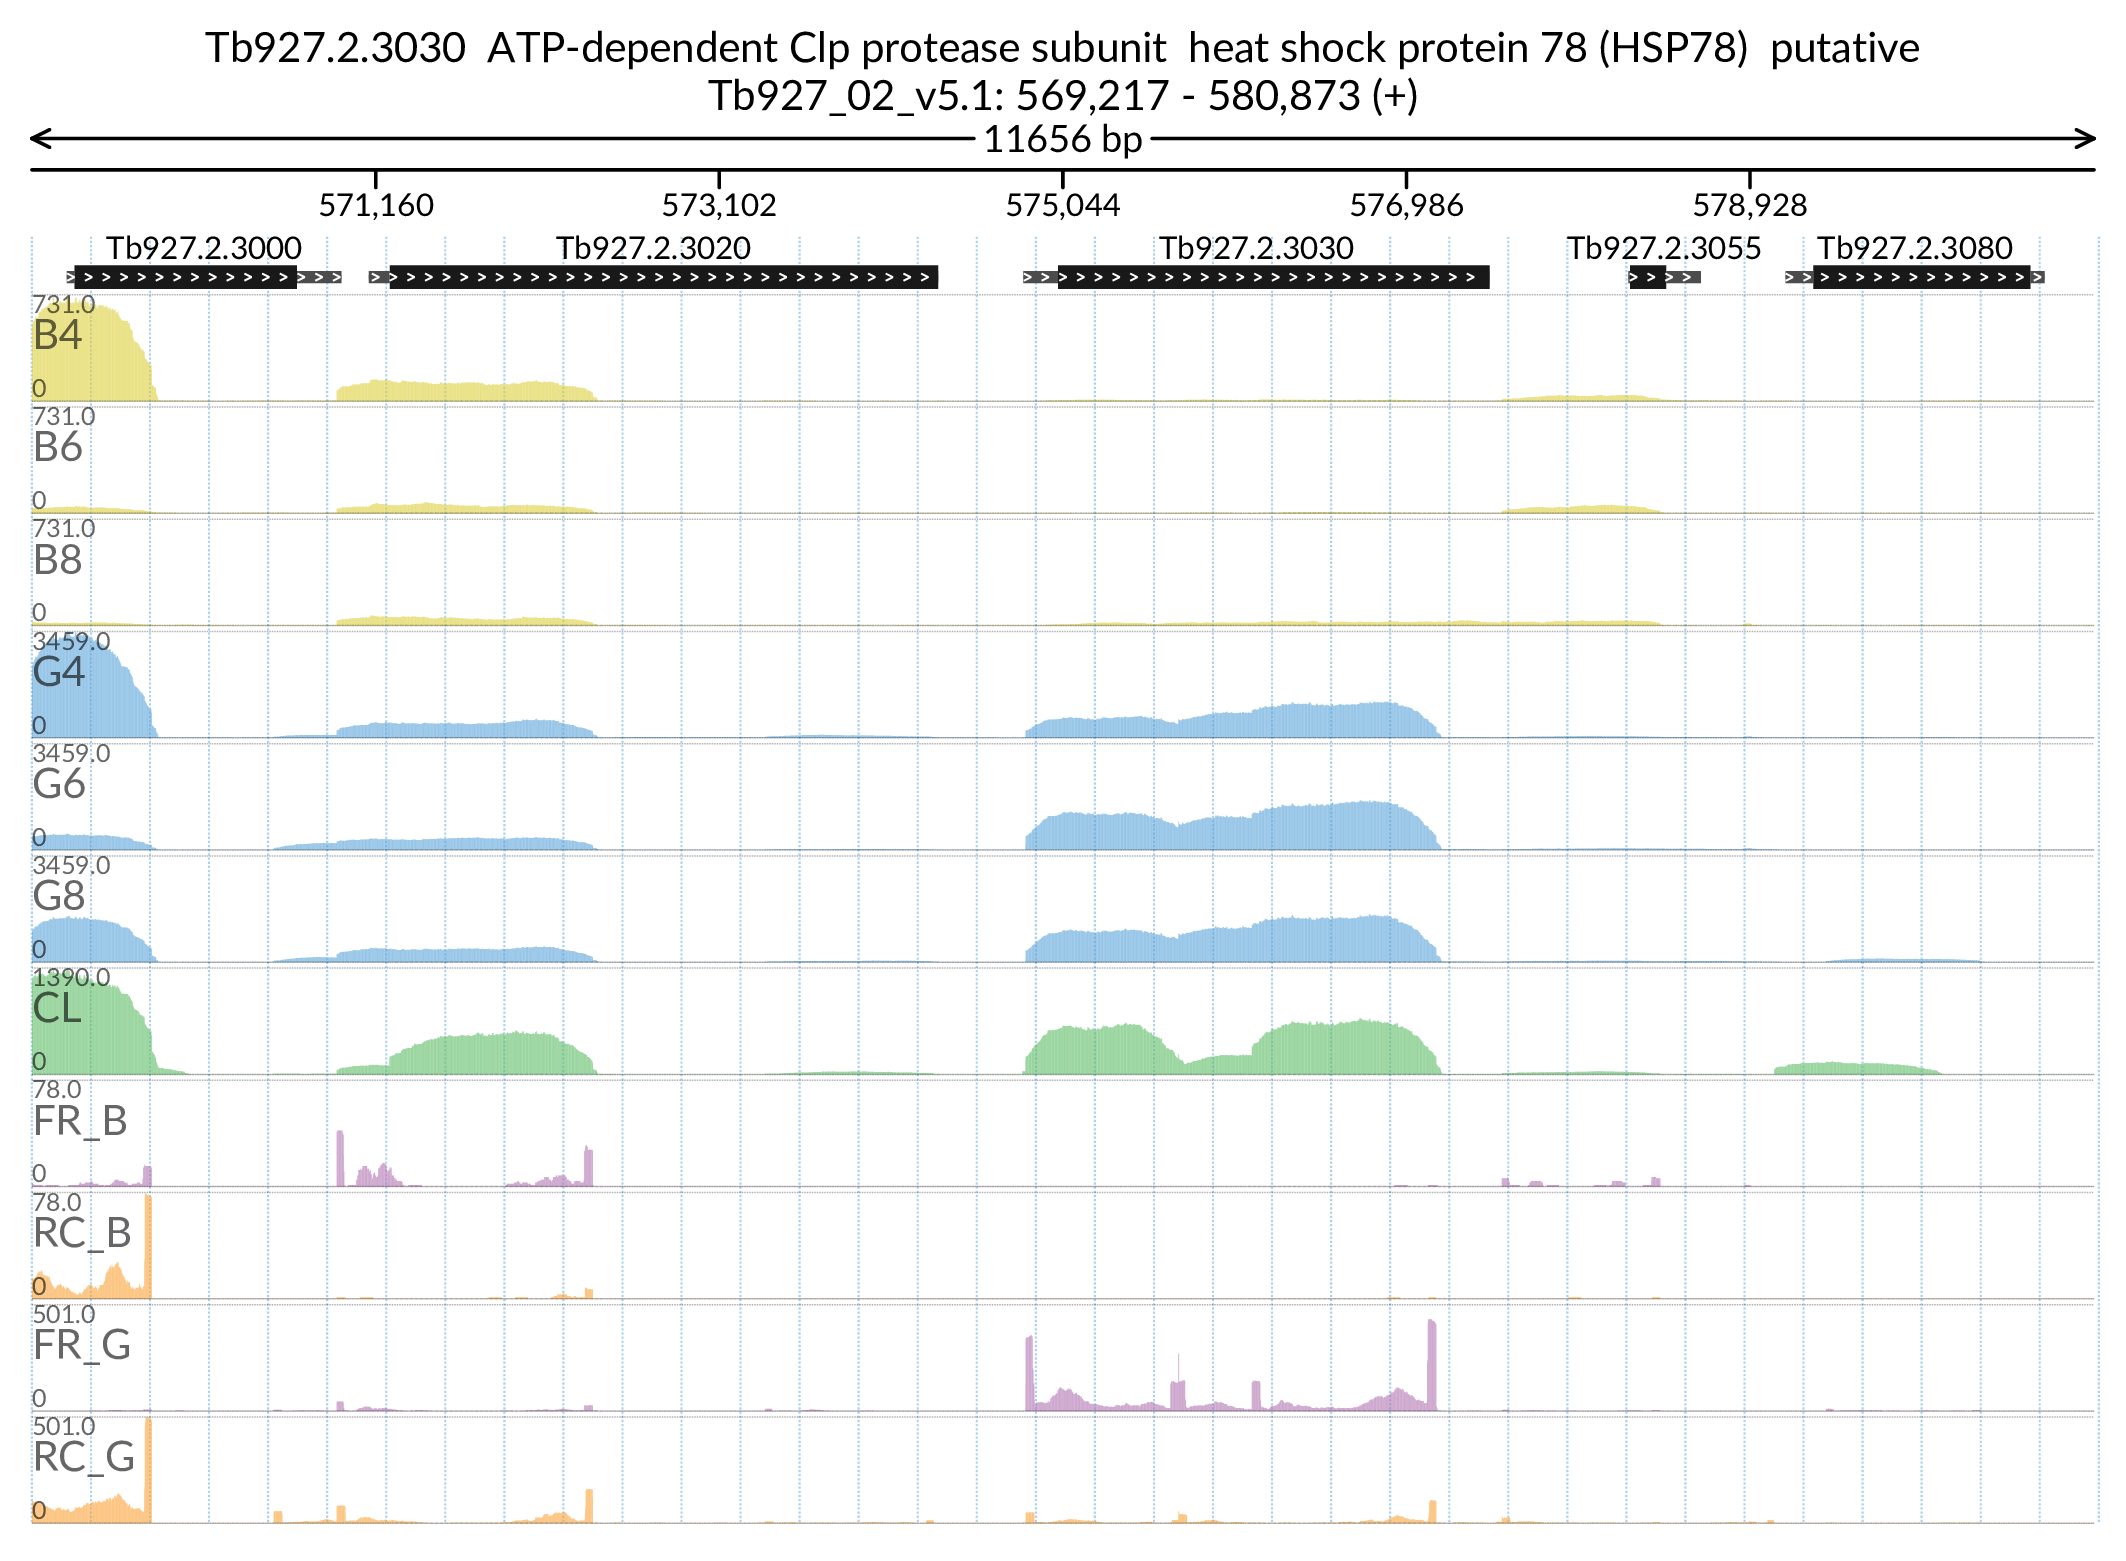 Tb927.2.3030  ATP-dependent Clp protease subunit  heat shock protein 78 (HSP78)  putative
Tb927_02_v5.1: 569,217 - 580,873 (+)
11656 bp
571,160 573,102 575,044 576,986 578,928
Tb927.2.3000 Tb927.2.3020 Tb927.2.3030 Tb927.2.3055 Tb927.2.3080
731.0
B4
0
731.0
B6
0
731.0
B8
0
3459.0
G4
0
3459.0
G6
0
3459.0
G8
0
1390.0
CL
0
78.0
FR_B
0
78.0
RC_B
0
501.0
FR_G
0
501.0
RC_G
0